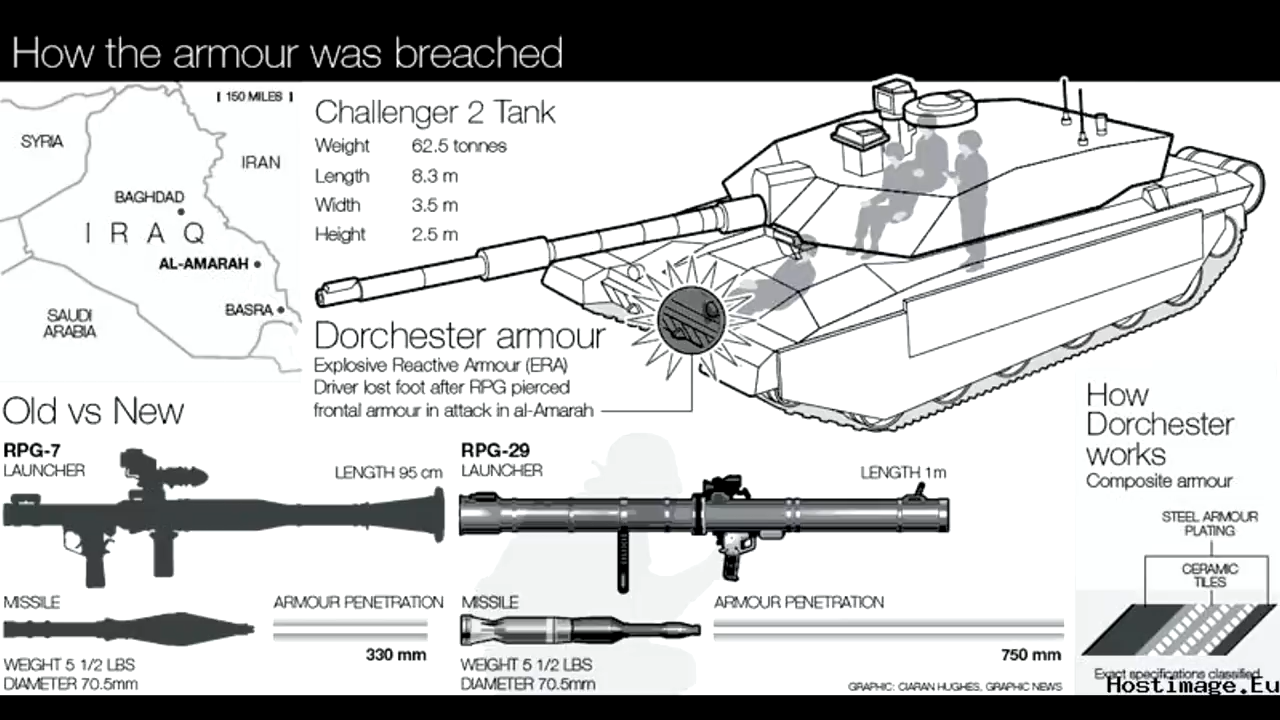 How the armour was breached
150 MILES
SYRIA
IRAN
BAGHDAD
IRAQ
AL-AMARAH
BASRA
SAUDI
ARABIA
Challenger 2 Tank
Weight 62.5 tonnes
Length 8.3 m
Width 3.5 m
Height 2.5 m
Dorchester armour
Explosive Reactive Armour (ERA)
Driver lost foot after RPG pierced
frontal armour in attack in al-Amarah
Old vs New
RPG-7
LAUNCHER
LENGTH 95 cm
MISSILE
ARMOUR PENETRATION
330 mm
WEIGHT 5 1/2 LBS
DIAMETER 70.5mm
RPG-29
LAUNCHER
LENGTH 1m
MISSILE
ARMOUR PENETRATION
750 mm
WEIGHT 5 1/2 LBS
DIAMETER 70.5mm
GRAPHIC: CIARAN HUGHES, GRAPHIC NEWS
How
Dorchester
works
Composite armour
STEEL ARMOUR
PLATING
CERAMIC
TILES
Exact specifications classified
Hostimage.Eu